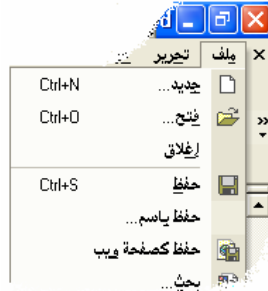 ملف تحرير
جديد... Ctrl+N
فتح... Ctrl+O
إغلاق
حفظ Ctrl+S
حفظ باسم...
حفظ كصفحة ويب
بحث...